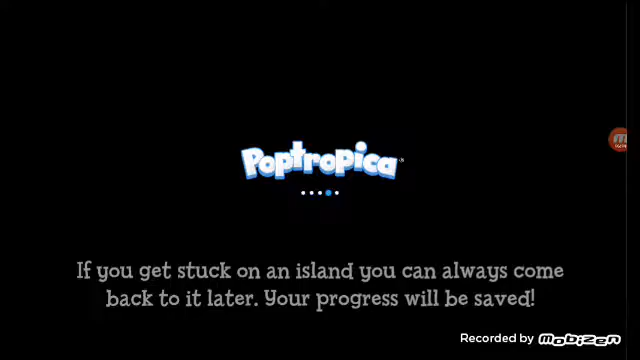 Poptropica
If you get stuck on an island you can always come
back to it later. Your progress will be saved!
Recorded by MOBIZEN